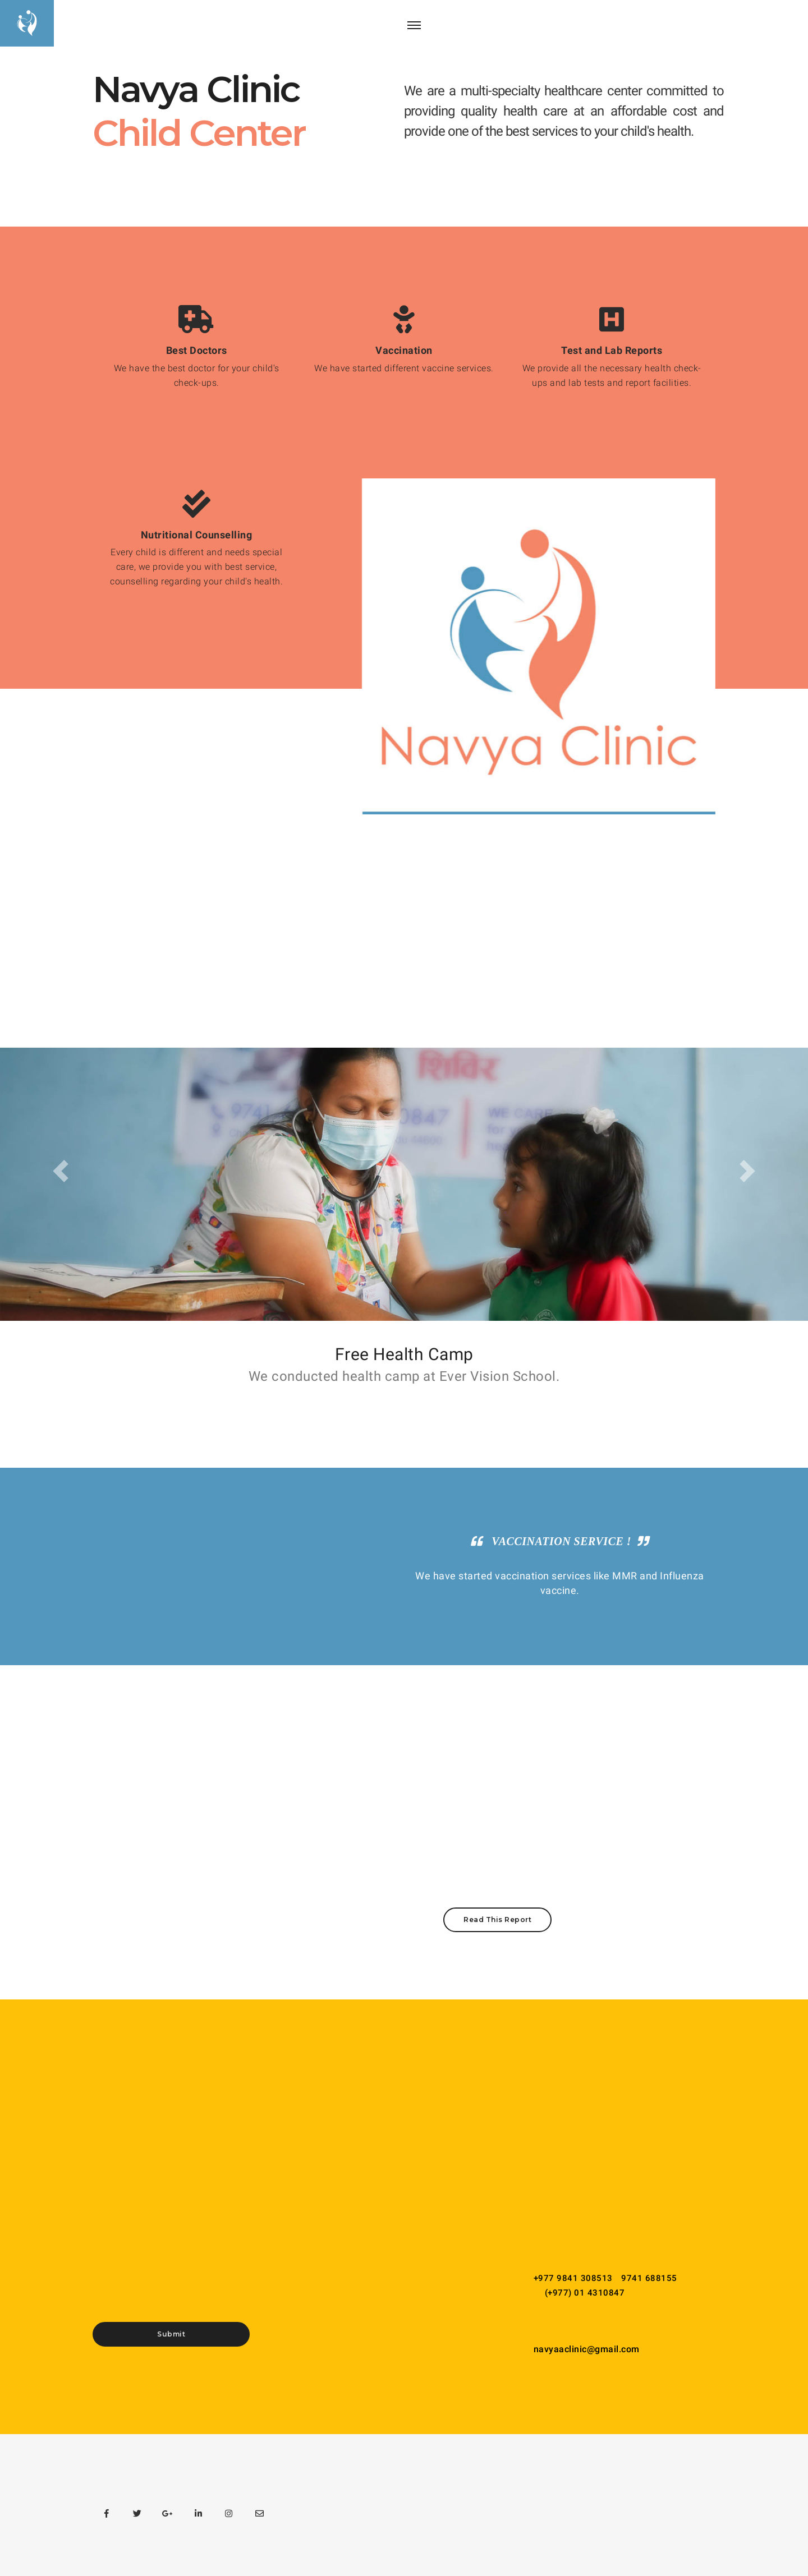 Navya Clinic
Child Center
We are a multi-specialty healthcare center committed to
providing quality health care at an affordable cost and
provide one of the best services to your child's health.
Best Doctors
We have the best doctor for your child's
check-ups.
Vaccination
We have started different vaccine services.
Test and Lab Reports
We provide all the necessary health check-
ups and lab tests and report facilities.
Nutritional Counselling
Every child is different and needs special
care, we provide you with best service,
counselling regarding your child's health.
Navya Clinic
शिविर
9741
0847
WE CARE
Free Health Camp
We conducted health camp at Ever Vision School.
VACCINATION SERVICE !
We have started vaccination services like MMR and Influenza
vaccine.
Read This Report
+977 9841 308513 9741 688155
(+977) 01 4310847
Submit
navyaaclinic@gmail.com